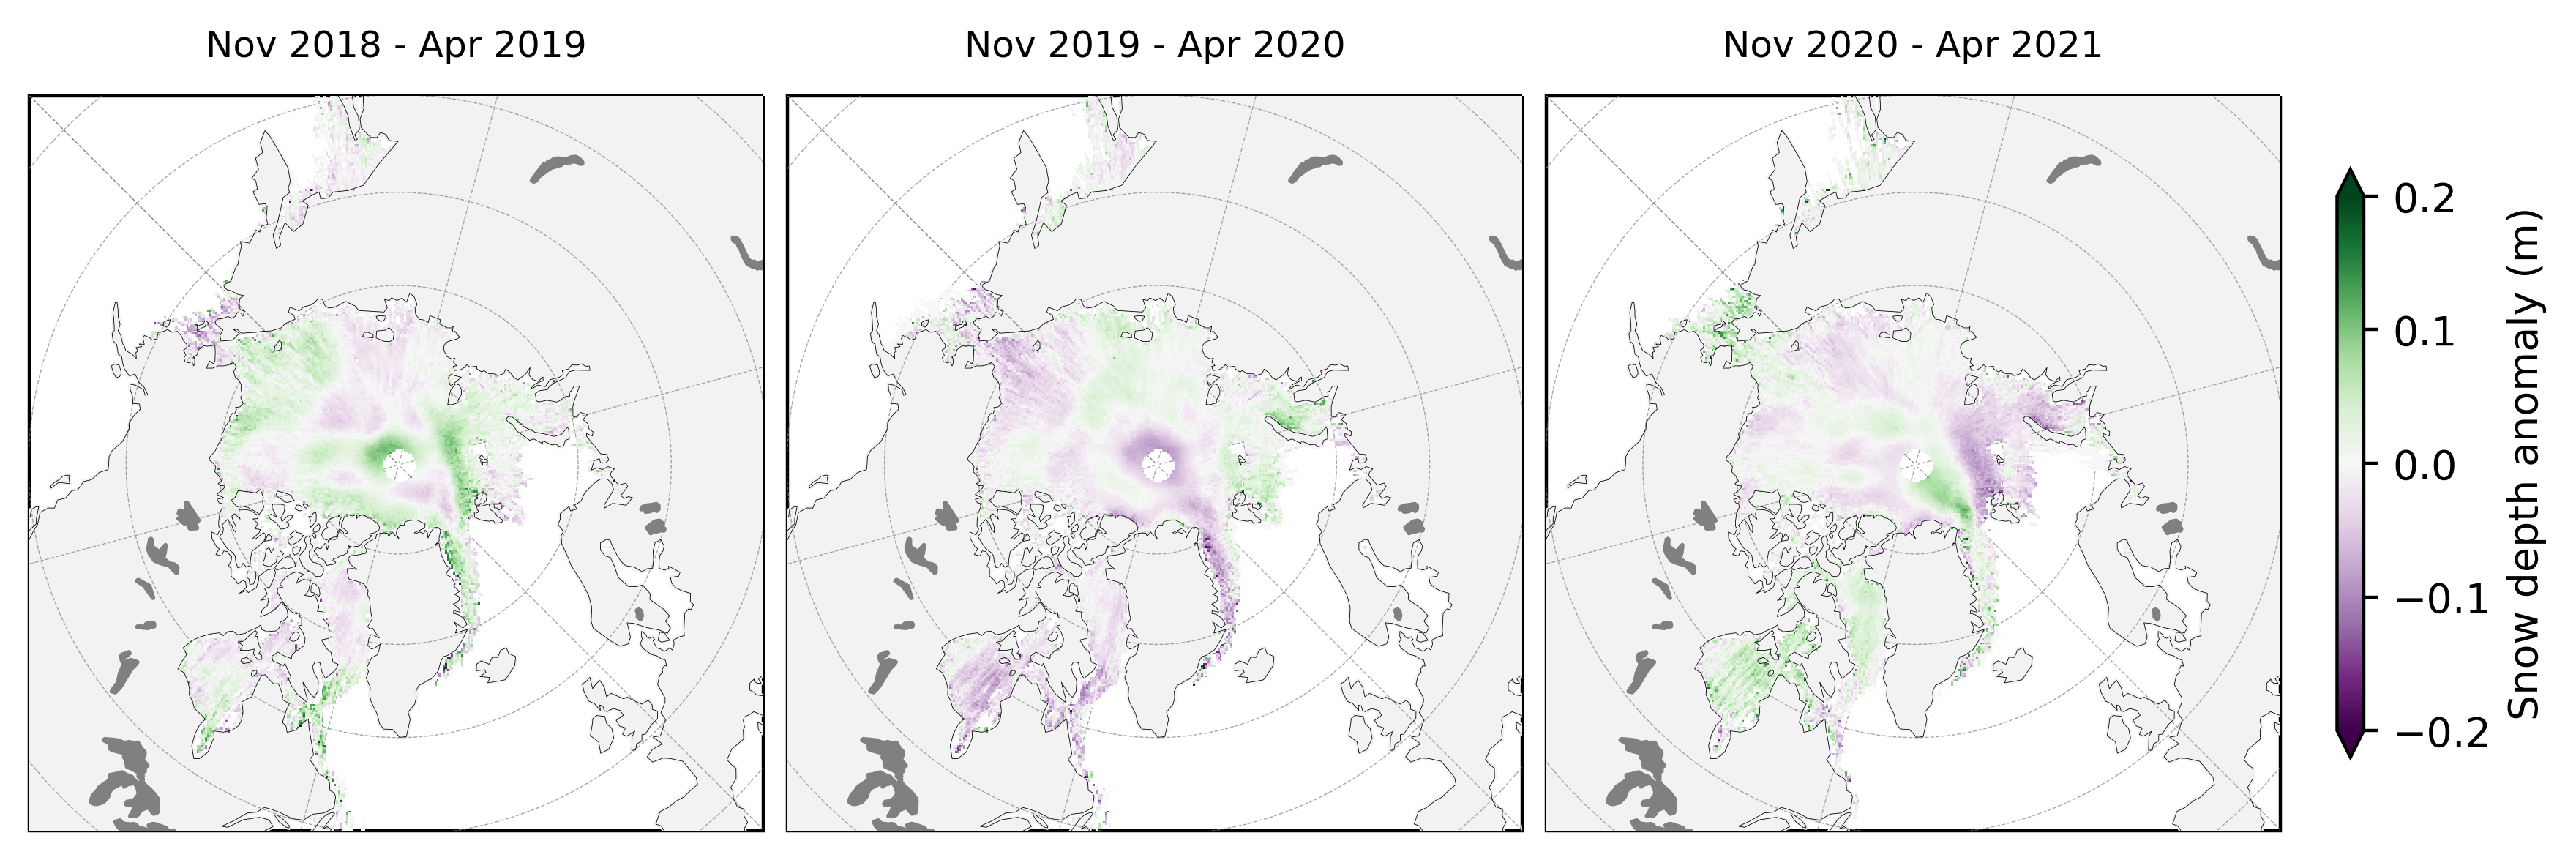 Nov 2018 - Apr 2019
Nov 2019 - Apr 2020
Nov 2020 - Apr 2021
0.2
0.1
0.0
−0.1
−0.2
Snow depth anomaly (m)